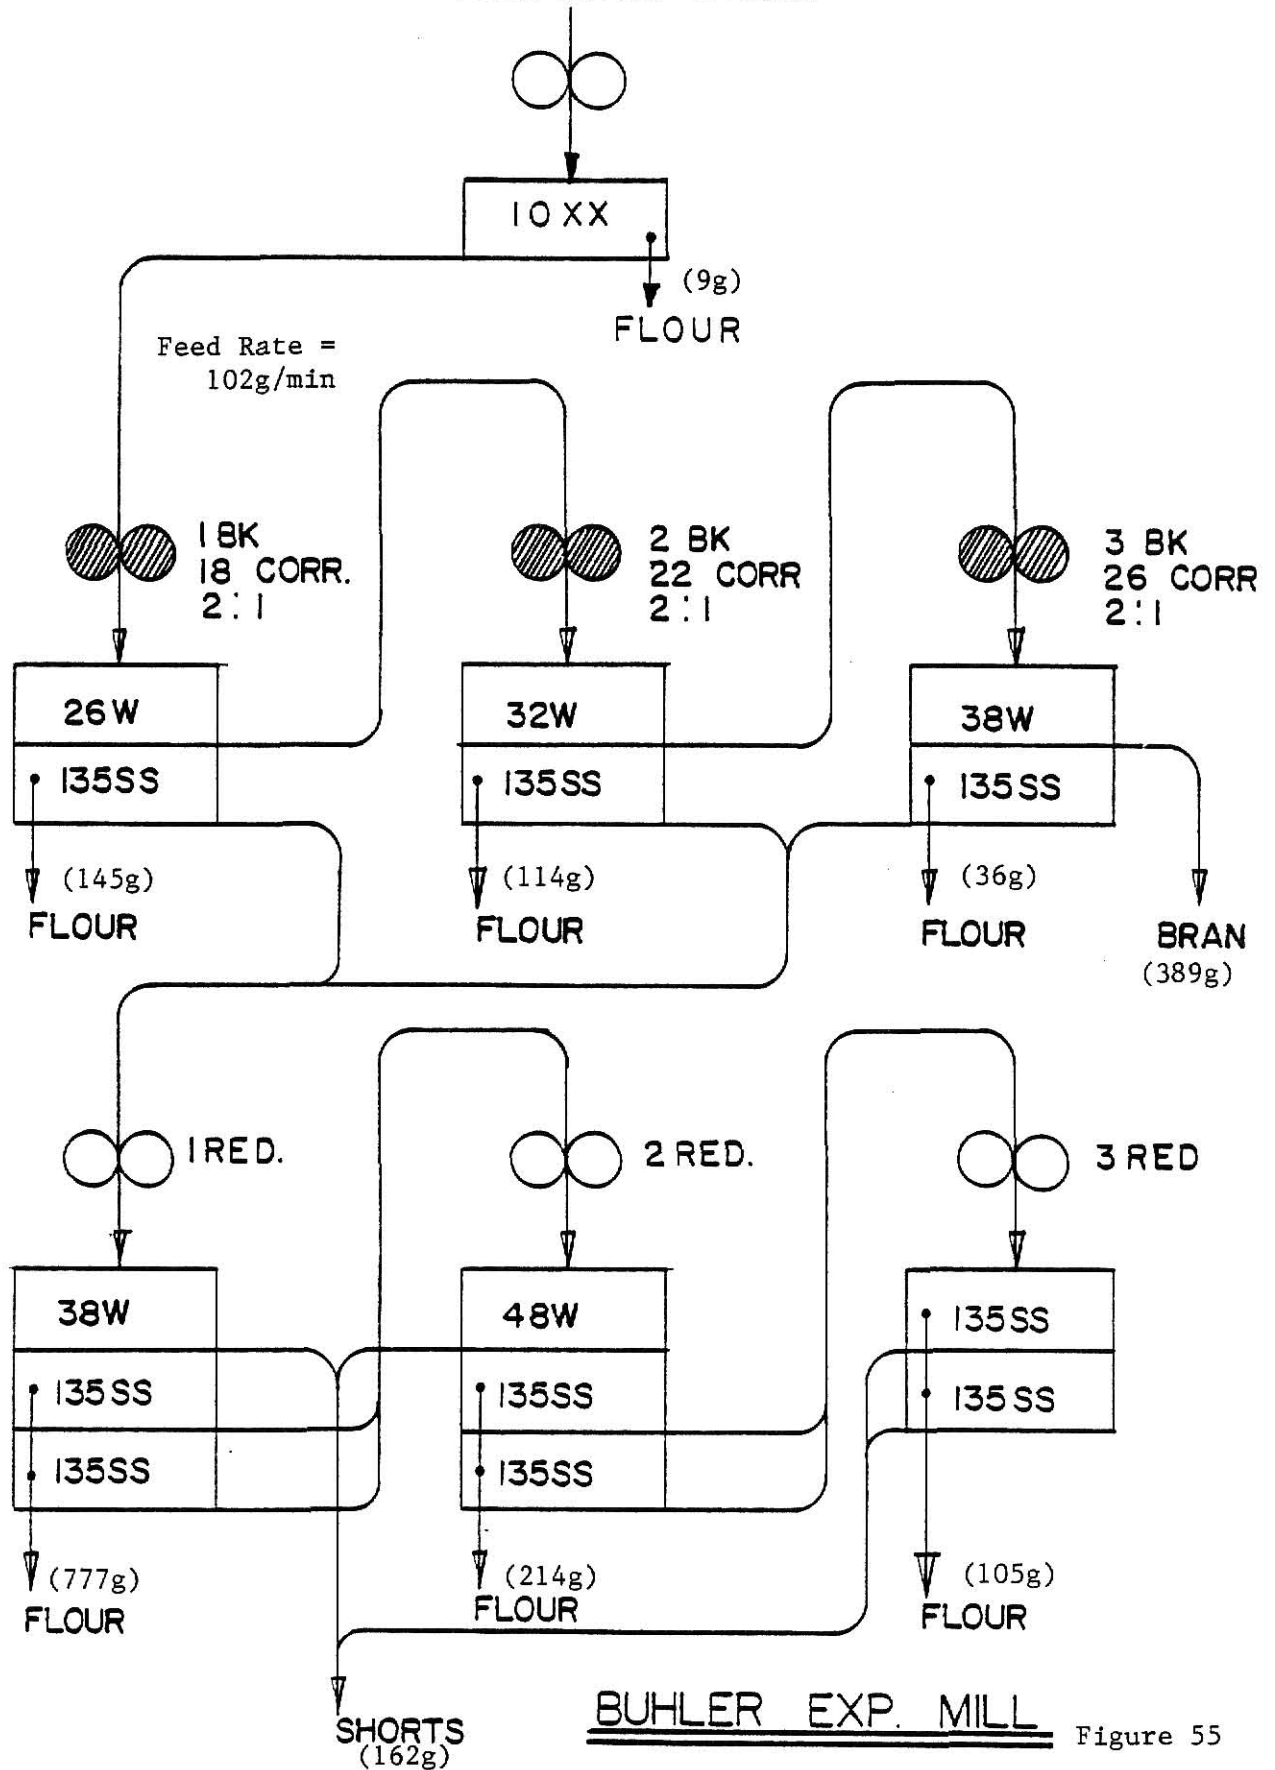 10 XX
(9g)
FLOUR
Feed Rate =
102g/min
1 BK
18 CORR.
2:1
2 BK
22 CORR
2:1
3 BK
26 CORR
2:1
26W
135SS
32W
135SS
38W
135SS
(145g)
FLOUR
(114g)
FLOUR
(36g)
FLOUR
BRAN
(389g)
1 RED.
2 RED.
3 RED
38W
135SS
135SS
48W
135SS
135SS
135SS
135SS
(777g)
FLOUR
(214g)
FLOUR
(105g)
FLOUR
SHORTS
(162g)
BUHLER EXP. MILL
Figure 55